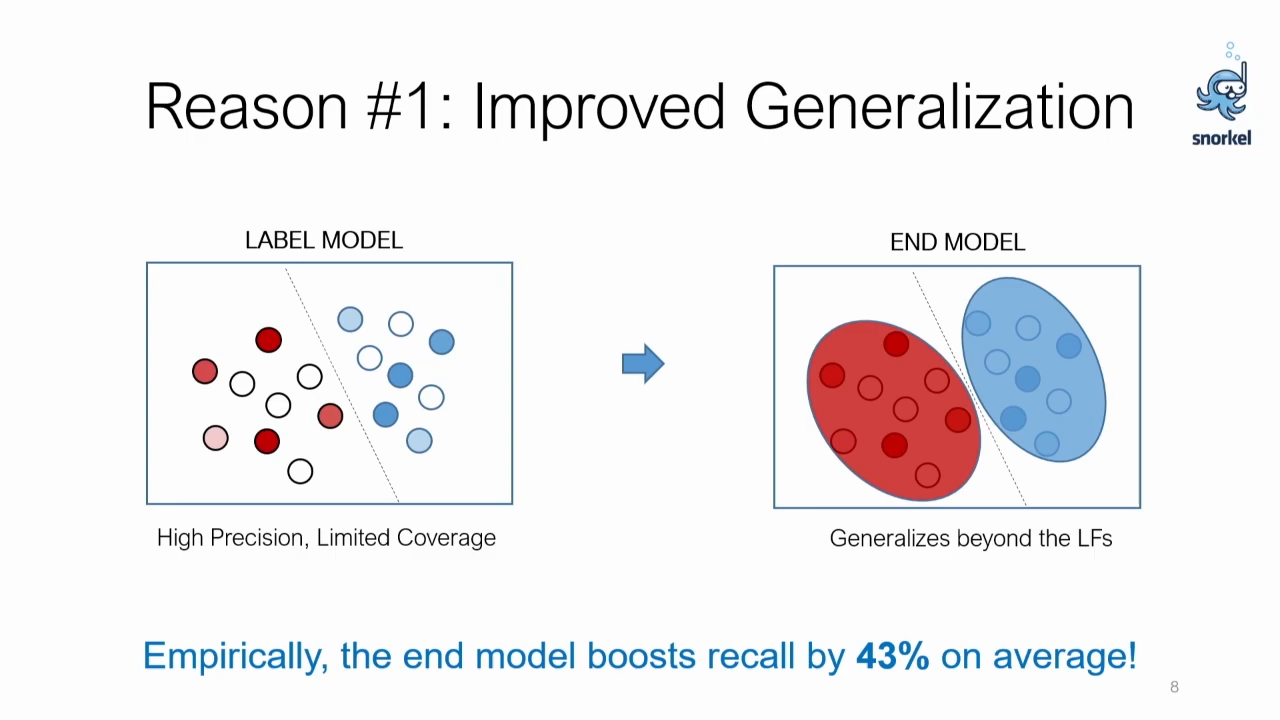 Reason #1: Improved Generalization
snorkel
LABEL MODEL
END MODEL
High Precision, Limited Coverage
Generalizes beyond the LFs
Empirically, the end model boosts recall by 43% on average!
8